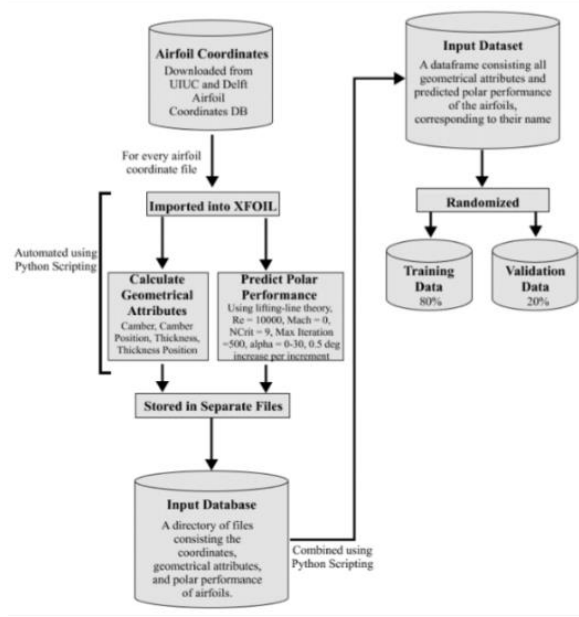 Airfoil Coordinates
Downloaded from
UIUC and Delft
Airfoil
Coordinates DB
For every airfoil
coordinate file
Imported into XFOIL
Automated using
Python Scripting
Calculate
Geometrical
Attributes
Camber, Camber
Position, Thickness,
Thickness Position
Predict Polar
Performance
Using lifting-line theory,
Re = 10000, Mach = 0,
NCrit = 9, Max Iteration
=500, alpha = 0-30, 0.5 deg
increase per increment
Stored in Separate Files
Input Database
A directory of files
consisting the
coordinates,
geometrical attributes,
and polar performance
of airfoils.
Combined using
Python Scripting
Input Dataset
A dataframe consisting all
geometrical attributes and
predicted polar performance
of the airfoils,
corresponding to their name
Randomized
Training
Data
80%
Validation
Data
20%